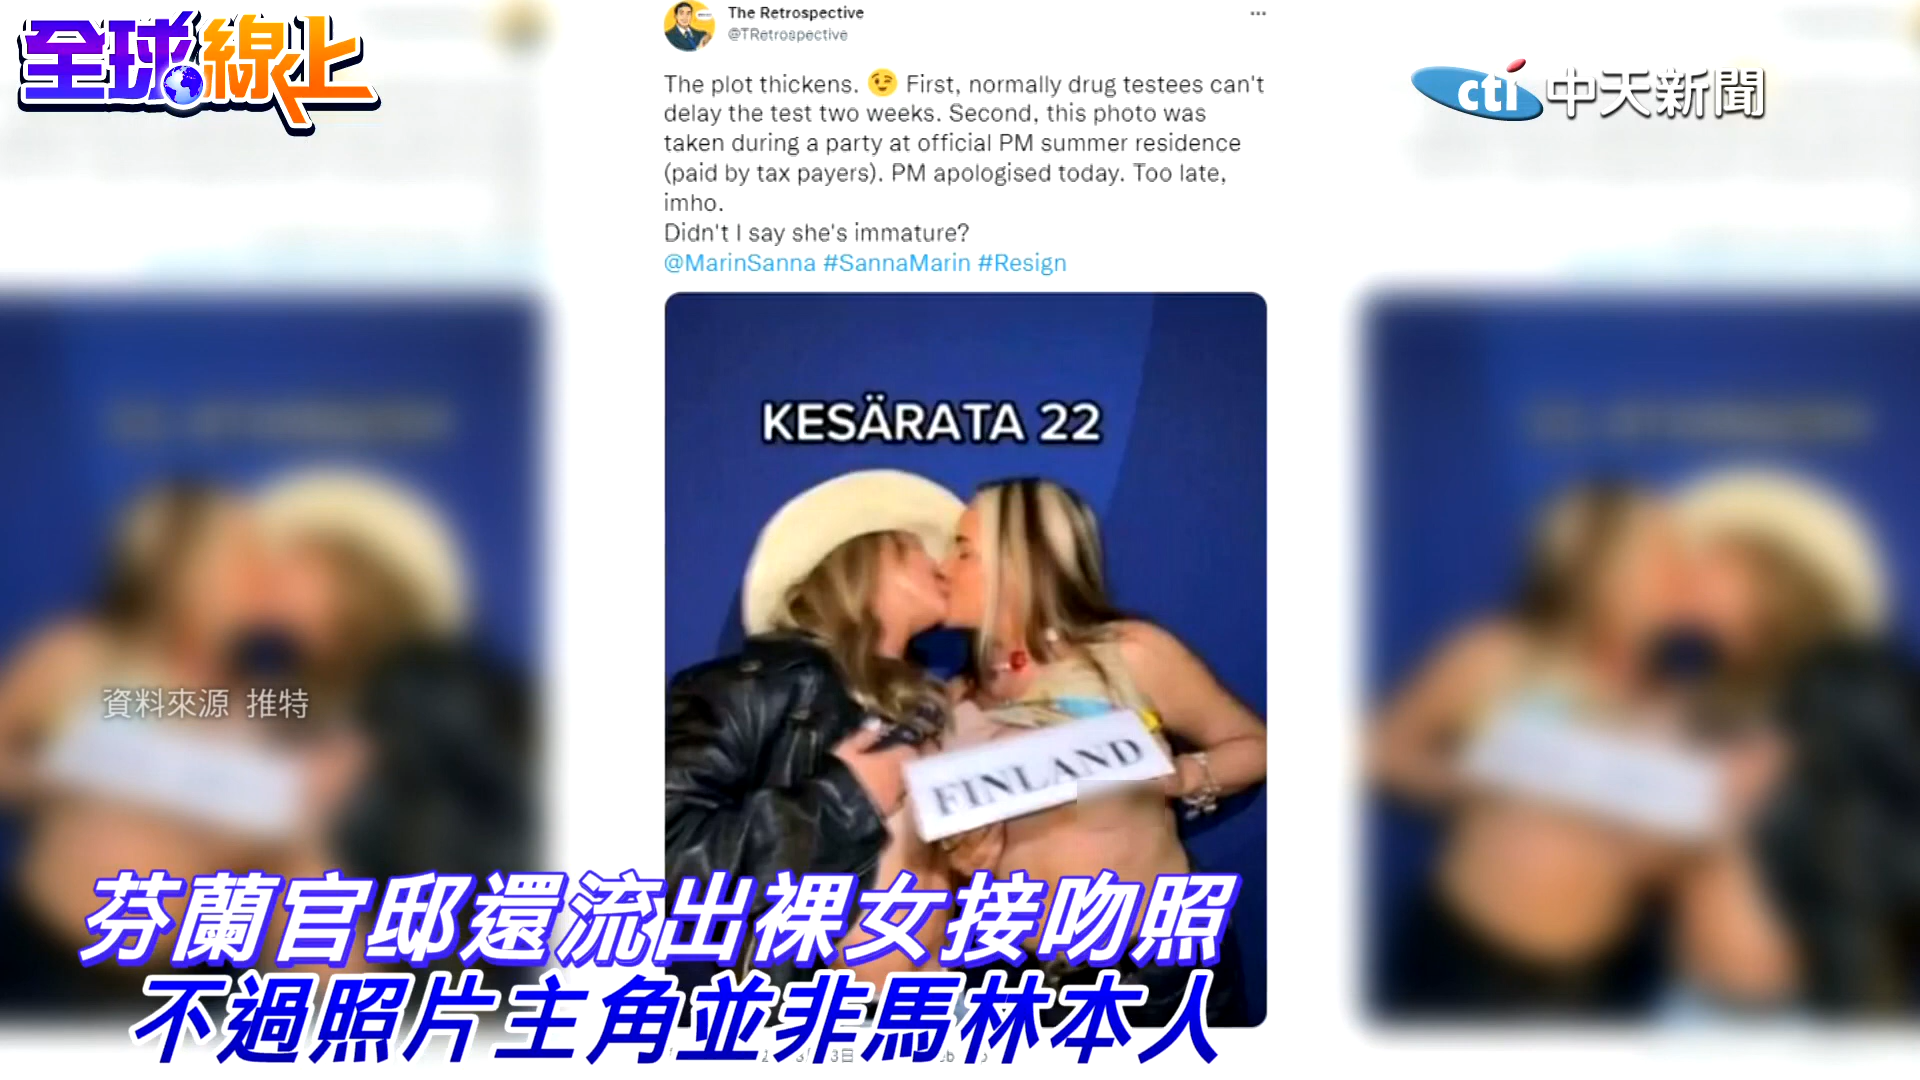 全球線上
The Retrospective
@TRetrospective
The plot thickens. 😉 First, normally drug testees can't
delay the test two weeks. Second, this photo was
taken during a party at official PM summer residence
(paid by tax payers). PM apologised today. Too late,
imho.
Didn't I say she's immature?
@MarinSanna #SannaMarin #Resign
cti 中天新聞
KESÄRATA 22
資料來源 推特
FINLAND
芬蘭官邸還流出裸女接吻照
不過照片主角並非馬林本人